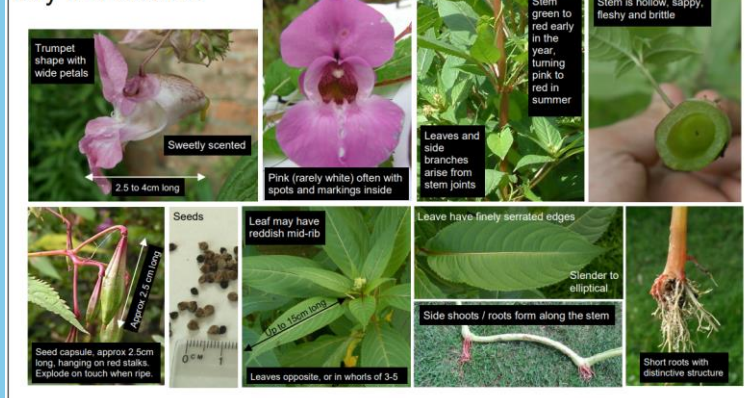 Trumpet
shape with
wide petals
Sweetly scented
2.5 to 4cm long
Pink (rarely white) often with
spots and markings inside
Stem
green to
red early
in the
year,
turning
pink to
red in
summer
Leaves and
side
branches
arise from
stem joints
Stem is hollow, sappy,
fleshy and brittle
Approx 2.5 cm long
Seed capsule, approx 2.5cm
long, hanging on red stalks.
Explode on touch when ripe.
Seeds
0 CM 1
Leaf may have
reddish mid-rib
Up to 15cm long
Leaves opposite, or in whorls of 3-5
Leave have finely serrated edges
Slender to
elliptical
Side shoots / roots form along the stem
Short roots with
distinctive structure